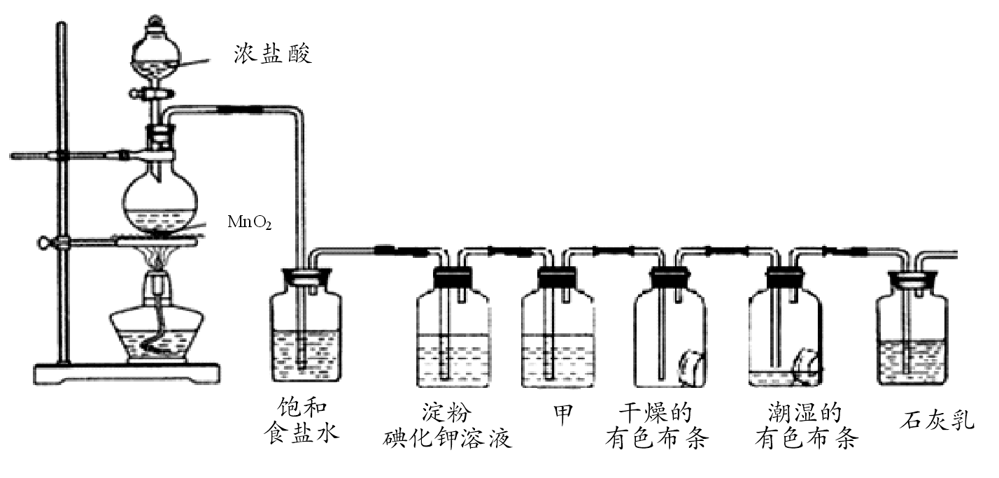 浓盐酸
MnO₂
饱和
食盐水
淀粉
碘化钾溶液
甲
干燥的
有色布条
潮湿的
有色布条
石灰乳